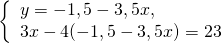 y = -1,5 - 3,5x,
3x - 4(-1,5 - 3,5x) = 23